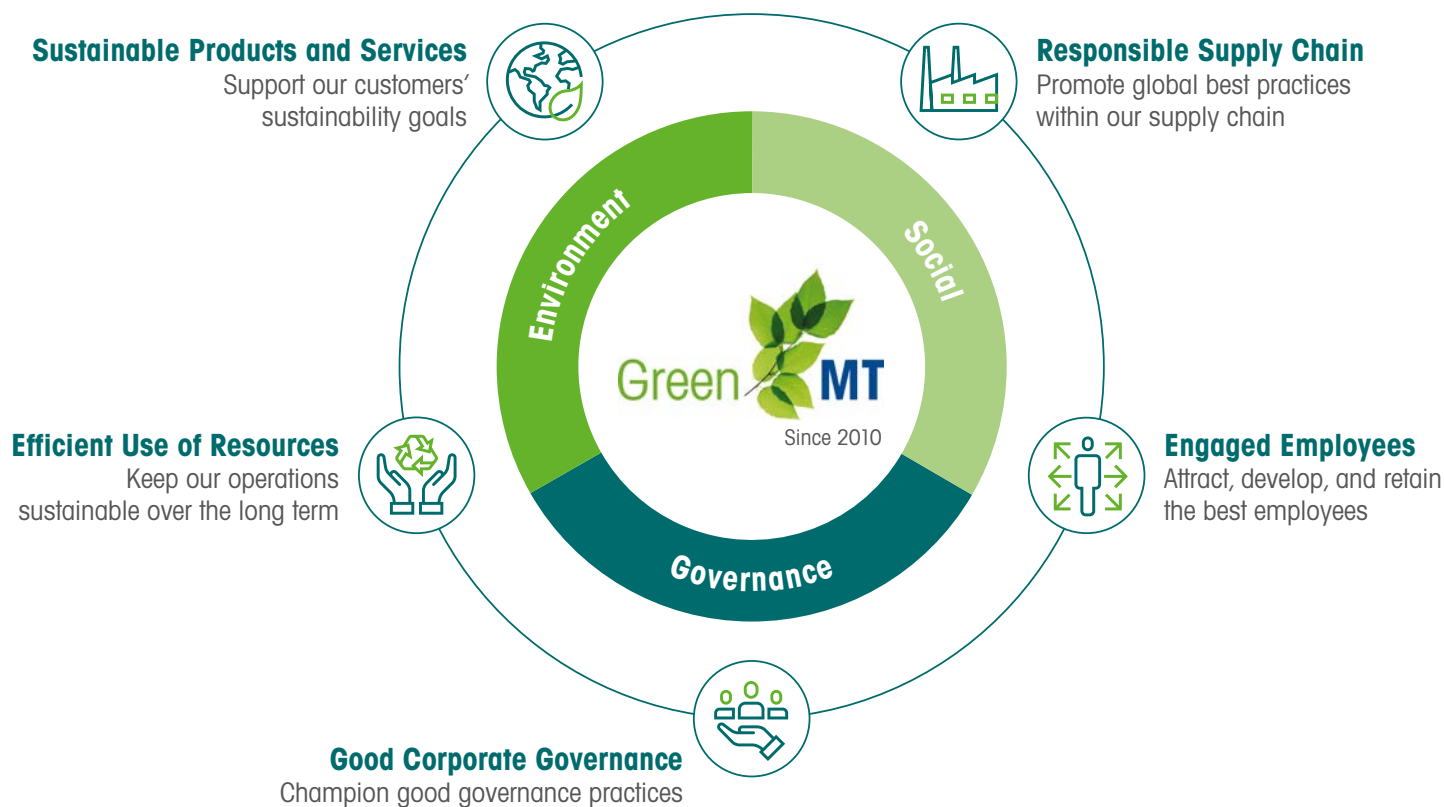 Sustainable Products and Services
Support our customers’
sustainability goals
Responsible Supply Chain
Promote global best practices
within our supply chain
Environment
Social
Green MT
Since 2010
Efficient Use of Resources
Keep our operations
sustainable over the long term
Engaged Employees
Attract, develop, and retain
the best employees
Governance
Good Corporate Governance
Champion good governance practices